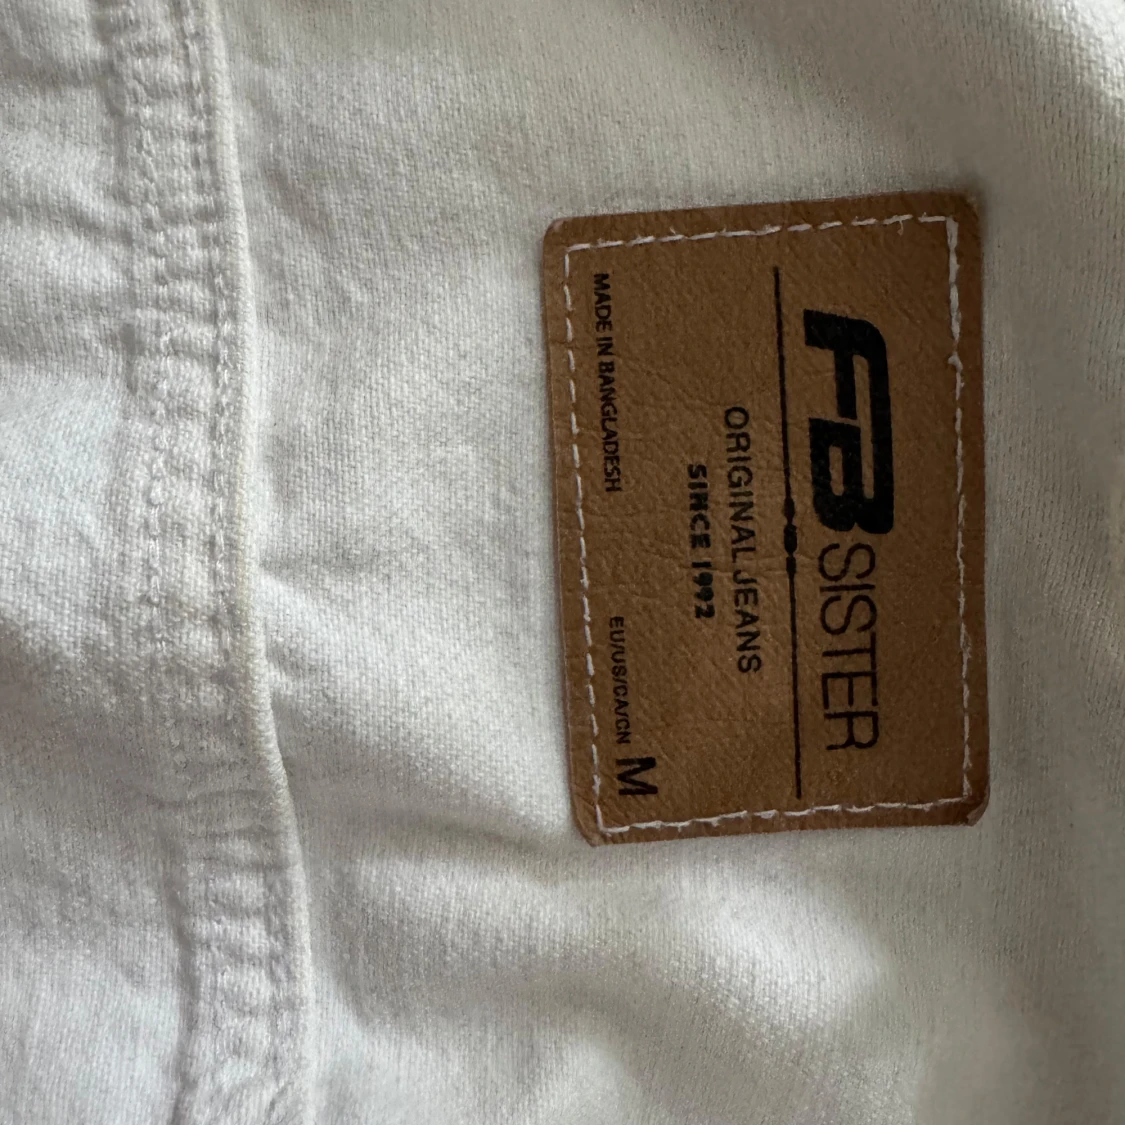 FB SISTER
ORIGINAL JEANS
SINCE 1992
MADE IN BANGLADESH
EU/US/CA/CN M